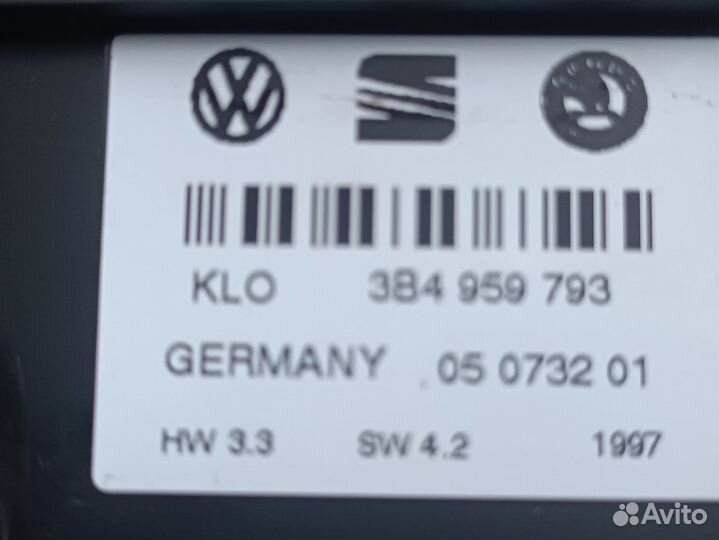 KLO 3B4 959 793
GERMANY 05 0732 01
HW 3.3 SW 4.2 1997
Avito